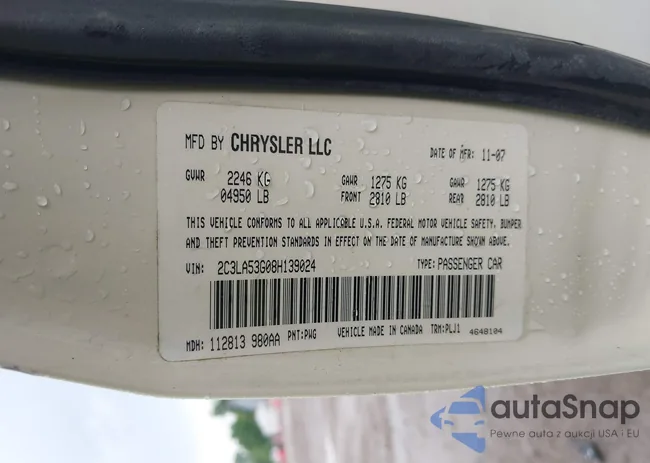 MFD BY CHRYSLER LLC DATE OF MFR: 11-07
GVWR 2246 KG GAWR 1275 KG GAWR 1275 KG
04950 LB FRONT 2810 LB REAR 2810 LB
THIS VEHICLE CONFORMS TO ALL APPLICABLE U.S.A. FEDERAL MOTOR VEHICLE SAFETY, BUMPER
AND THEFT PREVENTION STANDARDS IN EFFECT ON THE DATE OF MANUFACTURE SHOWN ABOVE.
VIN: 2C3LA53G08H139024 TYPE: PASSENGER CAR
MDH: 112813 980AA PNT:PWG VEHICLE MADE IN CANADA TRM:PLJ1 4648104
autaSnap
Pewne auta z aukcji USA i EU